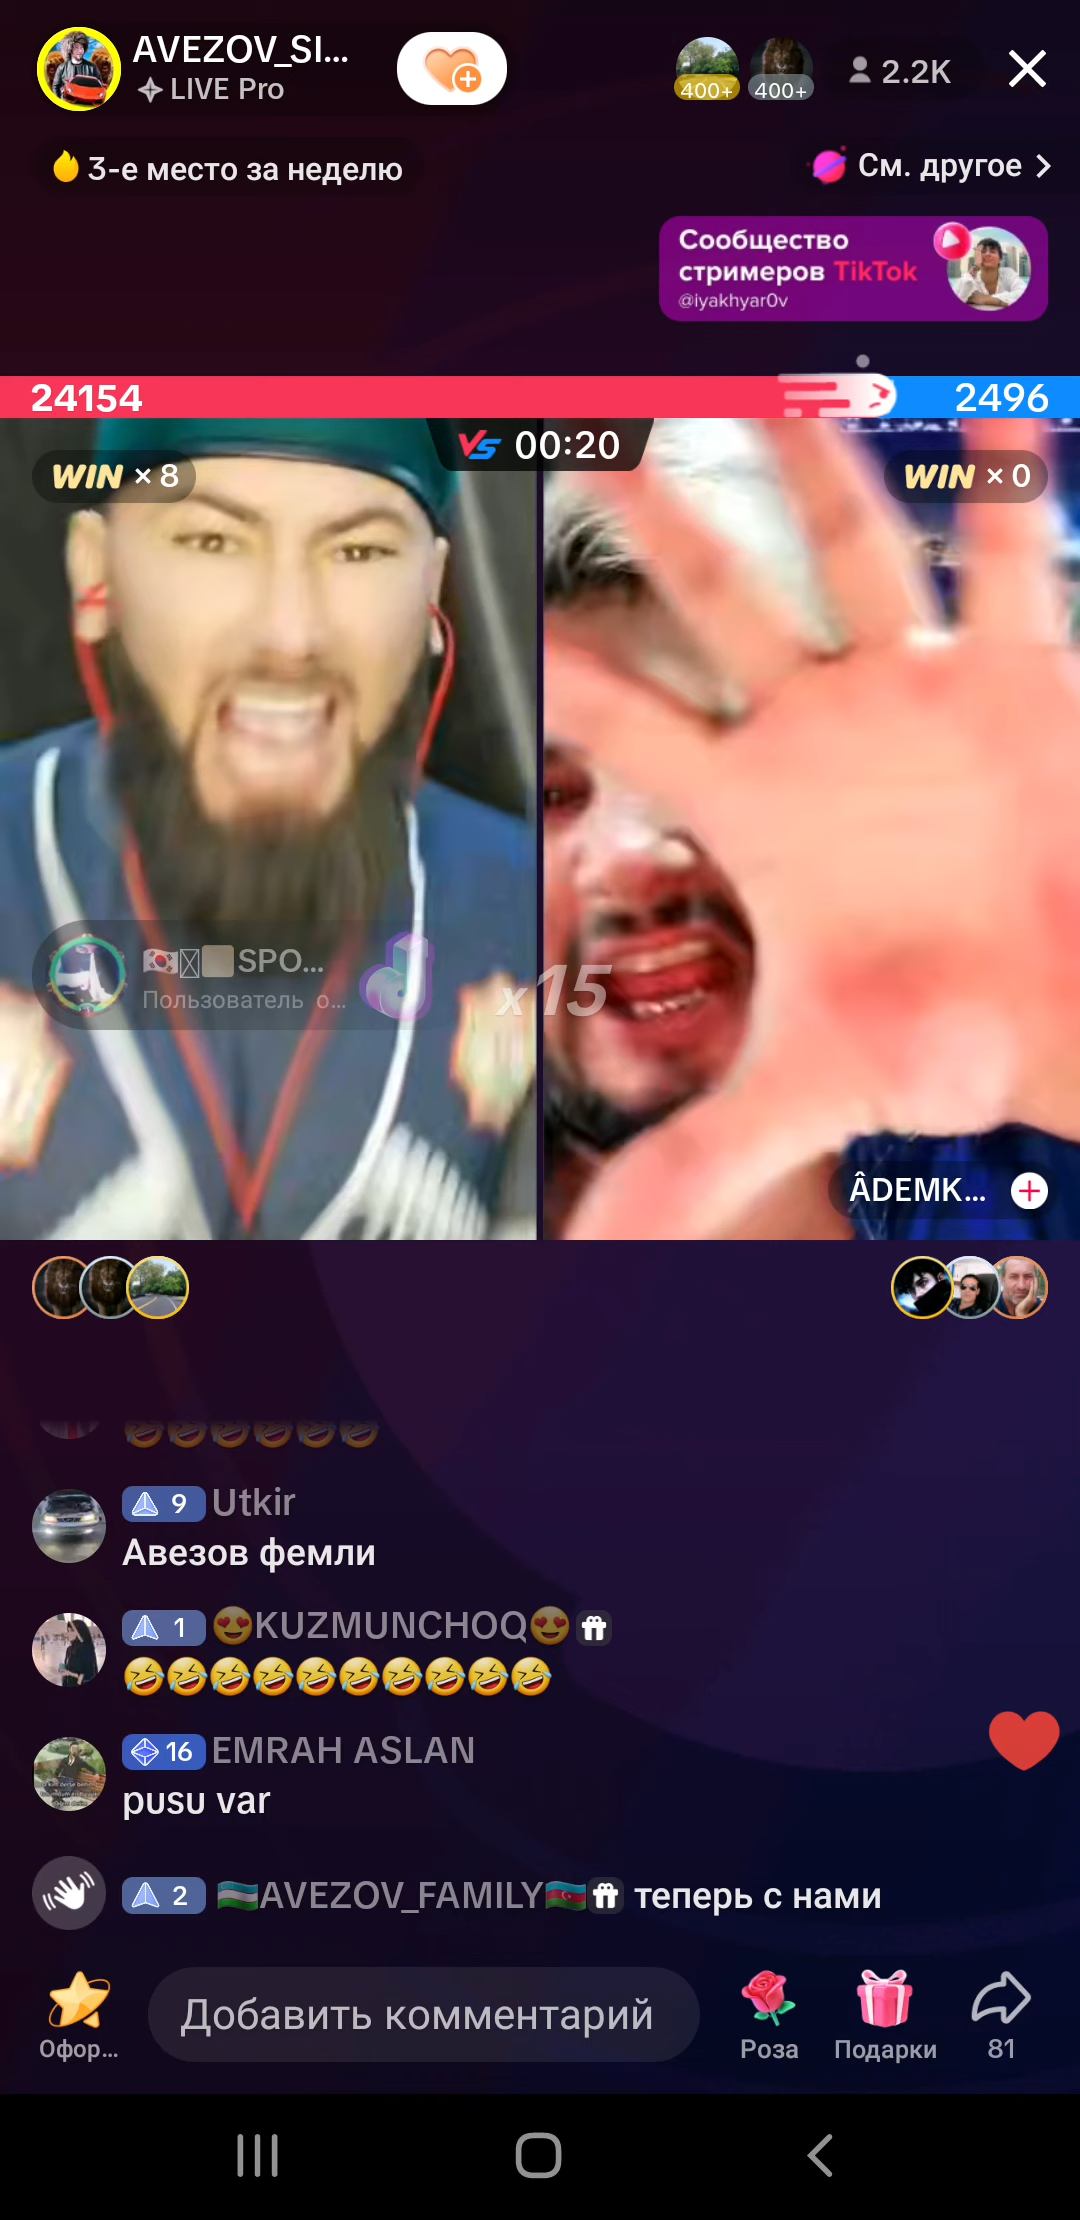 AVEZOV_SI...
LIVE Pro
400+
400+
2.2K
3-е место за неделю
См. другое
Сообщество
стримеров TikTok
@iyakhyar0v
24154
2496
VS 00:20
WIN × 8
WIN × 0
🇰🇷 SPO...
Пользователь о...
x15
ÂDEMK...
🤣🤣🤣🤣🤣🤣
9 Utkir
Авезов фемли
1 😍KUZMUNCHOQ😍
🤣🤣🤣🤣🤣🤣🤣🤣🤣🤣
16 EMRAH ASLAN
pusu var
2 🇺🇿AVEZOV_FAMILY🇦🇿 теперь с нами
Добавить комментарий
Офор...
Роза
Подарки
81